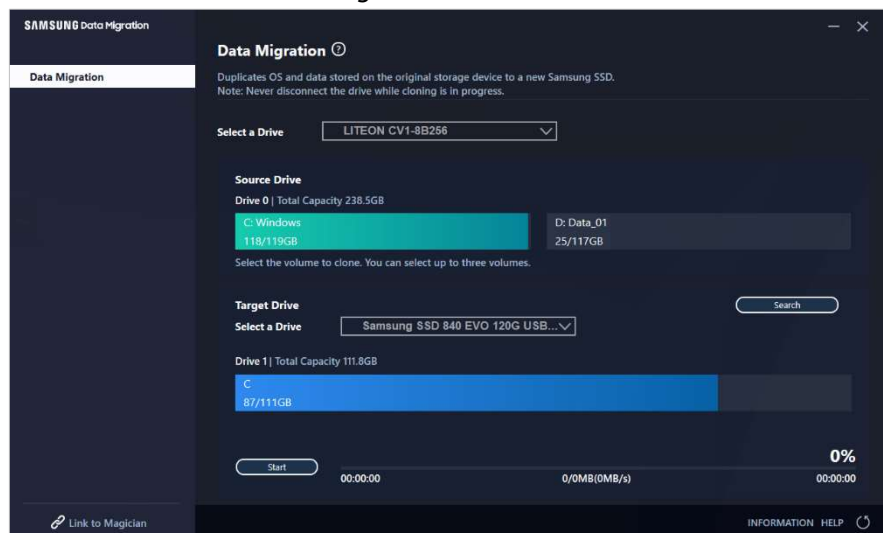 SAMSUNG Data Migration
Data Migration
Data Migration ?
Duplicates OS and data stored on the original storage device to a new Samsung SSD.
Note: Never disconnect the drive while cloning is in progress.
Select a Drive LITEON CV1-8B256
Source Drive
Drive 0 | Total Capacity 238.5GB
C: Windows D: Data_01
118/119GB 25/117GB
Select the volume to clone. You can select up to three volumes.
Target Drive Search
Select a Drive Samsung SSD 840 EVO 120G USB...
Drive 1 | Total Capacity 111.8GB
C
87/111GB
0%
Start
00:00:00 0/0MB(0MB/s) 00:00:00
Link to Magician INFORMATION HELP